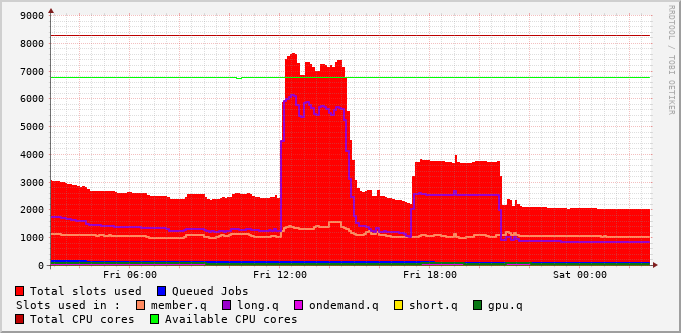 RRDTOOL / TOBI OETIKER
9000
8000
7000
6000
5000
4000
3000
2000
1000
0
Fri 06:00 Fri 12:00 Fri 18:00 Sat 00:00
Total slots used Queued Jobs
Slots used in : member.q long.q ondemand.q short.q gpu.q
Total CPU cores Available CPU cores